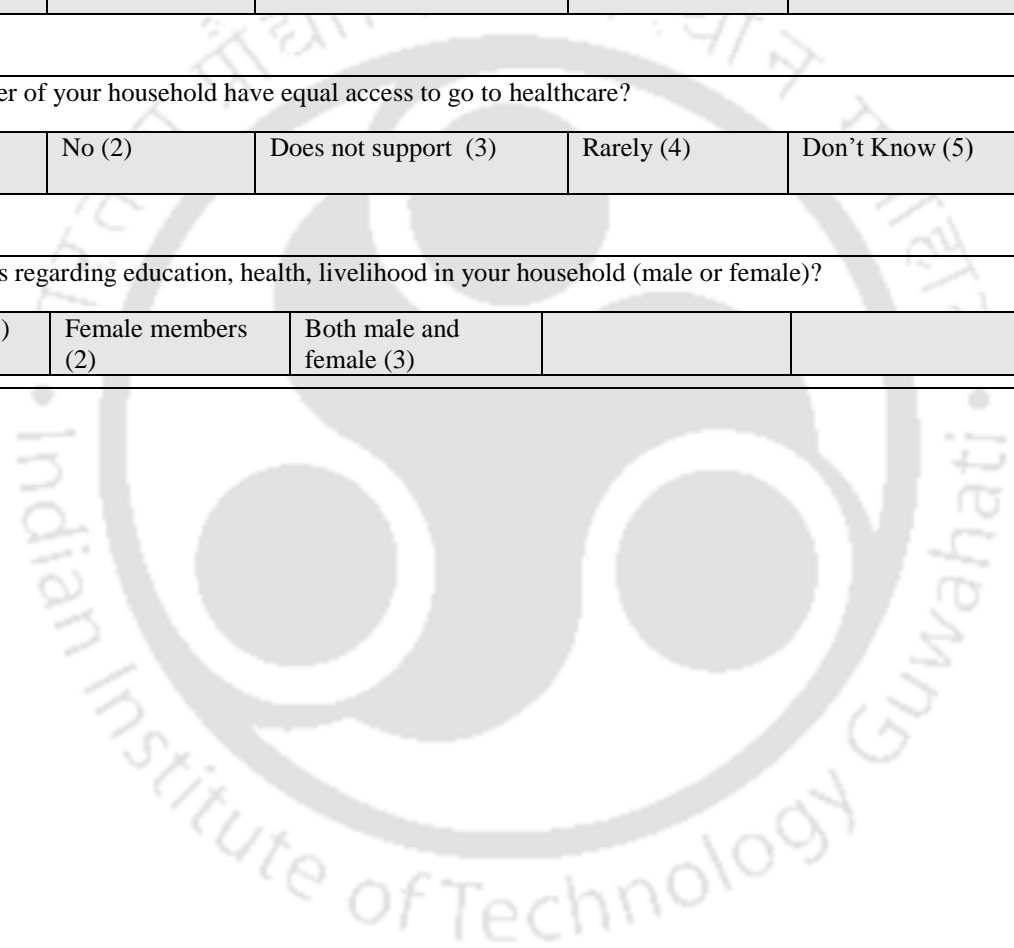 er of your household have equal access to go to healthcare?
No (2) Does not support (3) Rarely (4) Don't Know (5)
s regarding education, health, livelihood in your household (male or female)?
) Female members Both male and
(2) female (3)
Indian Institute of Technology Guwahati